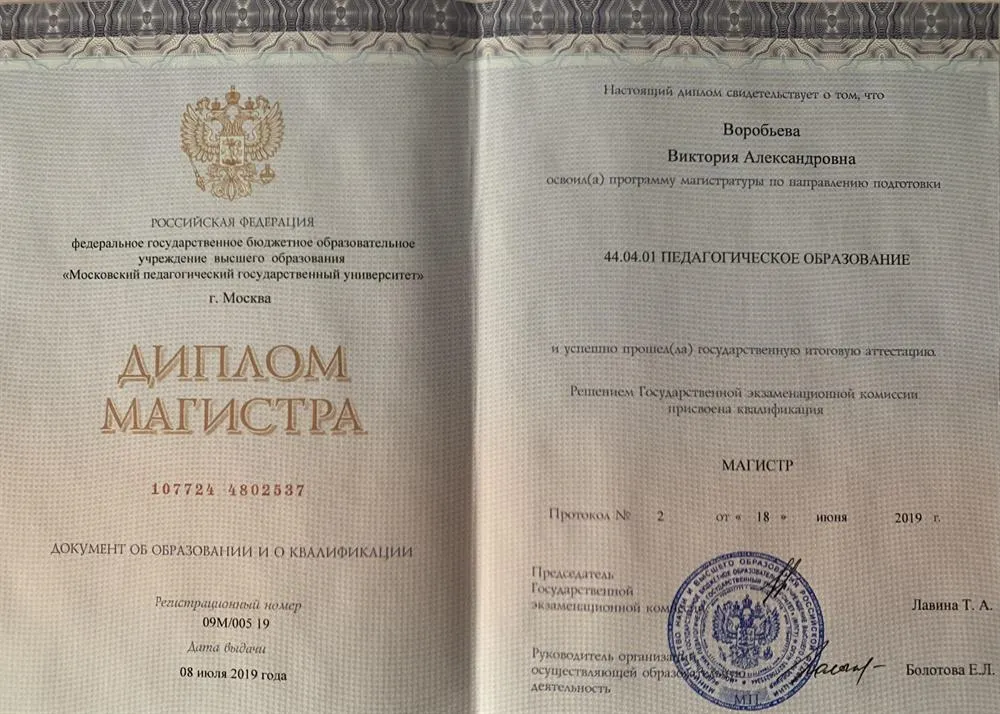 РОССИЙСКАЯ ФЕДЕРАЦИЯ
федеральное государственное бюджетное образовательное
учреждение высшего образования
«Московский педагогический государственный университет»
г. Москва
ДИПЛОМ
МАГИСТРА
107724 4802537
ДОКУМЕНТ ОБ ОБРАЗОВАНИИ И О КВАЛИФИКАЦИИ
Регистрационный номер
09М/005 19
Дата выдачи
08 июля 2019 года
Настоящий диплом свидетельствует о том, что
Воробьева
Виктория Александровна
освоил(а) программу магистратуры по направлению подготовки
44.04.01 ПЕДАГОГИЧЕСКОЕ ОБРАЗОВАНИЕ
и успешно прошел(ла) государственную итоговую аттестацию.
Решением Государственной экзаменационной комиссии
присвоена квалификация
МАГИСТР
Протокол № 2 от « 18 » июня 2019 г.
Председатель
Государственной
экзаменационной
Лавина Т. А.
Руководитель
осуществляющей
деятельность
Болотова Е.Л.
М.П.